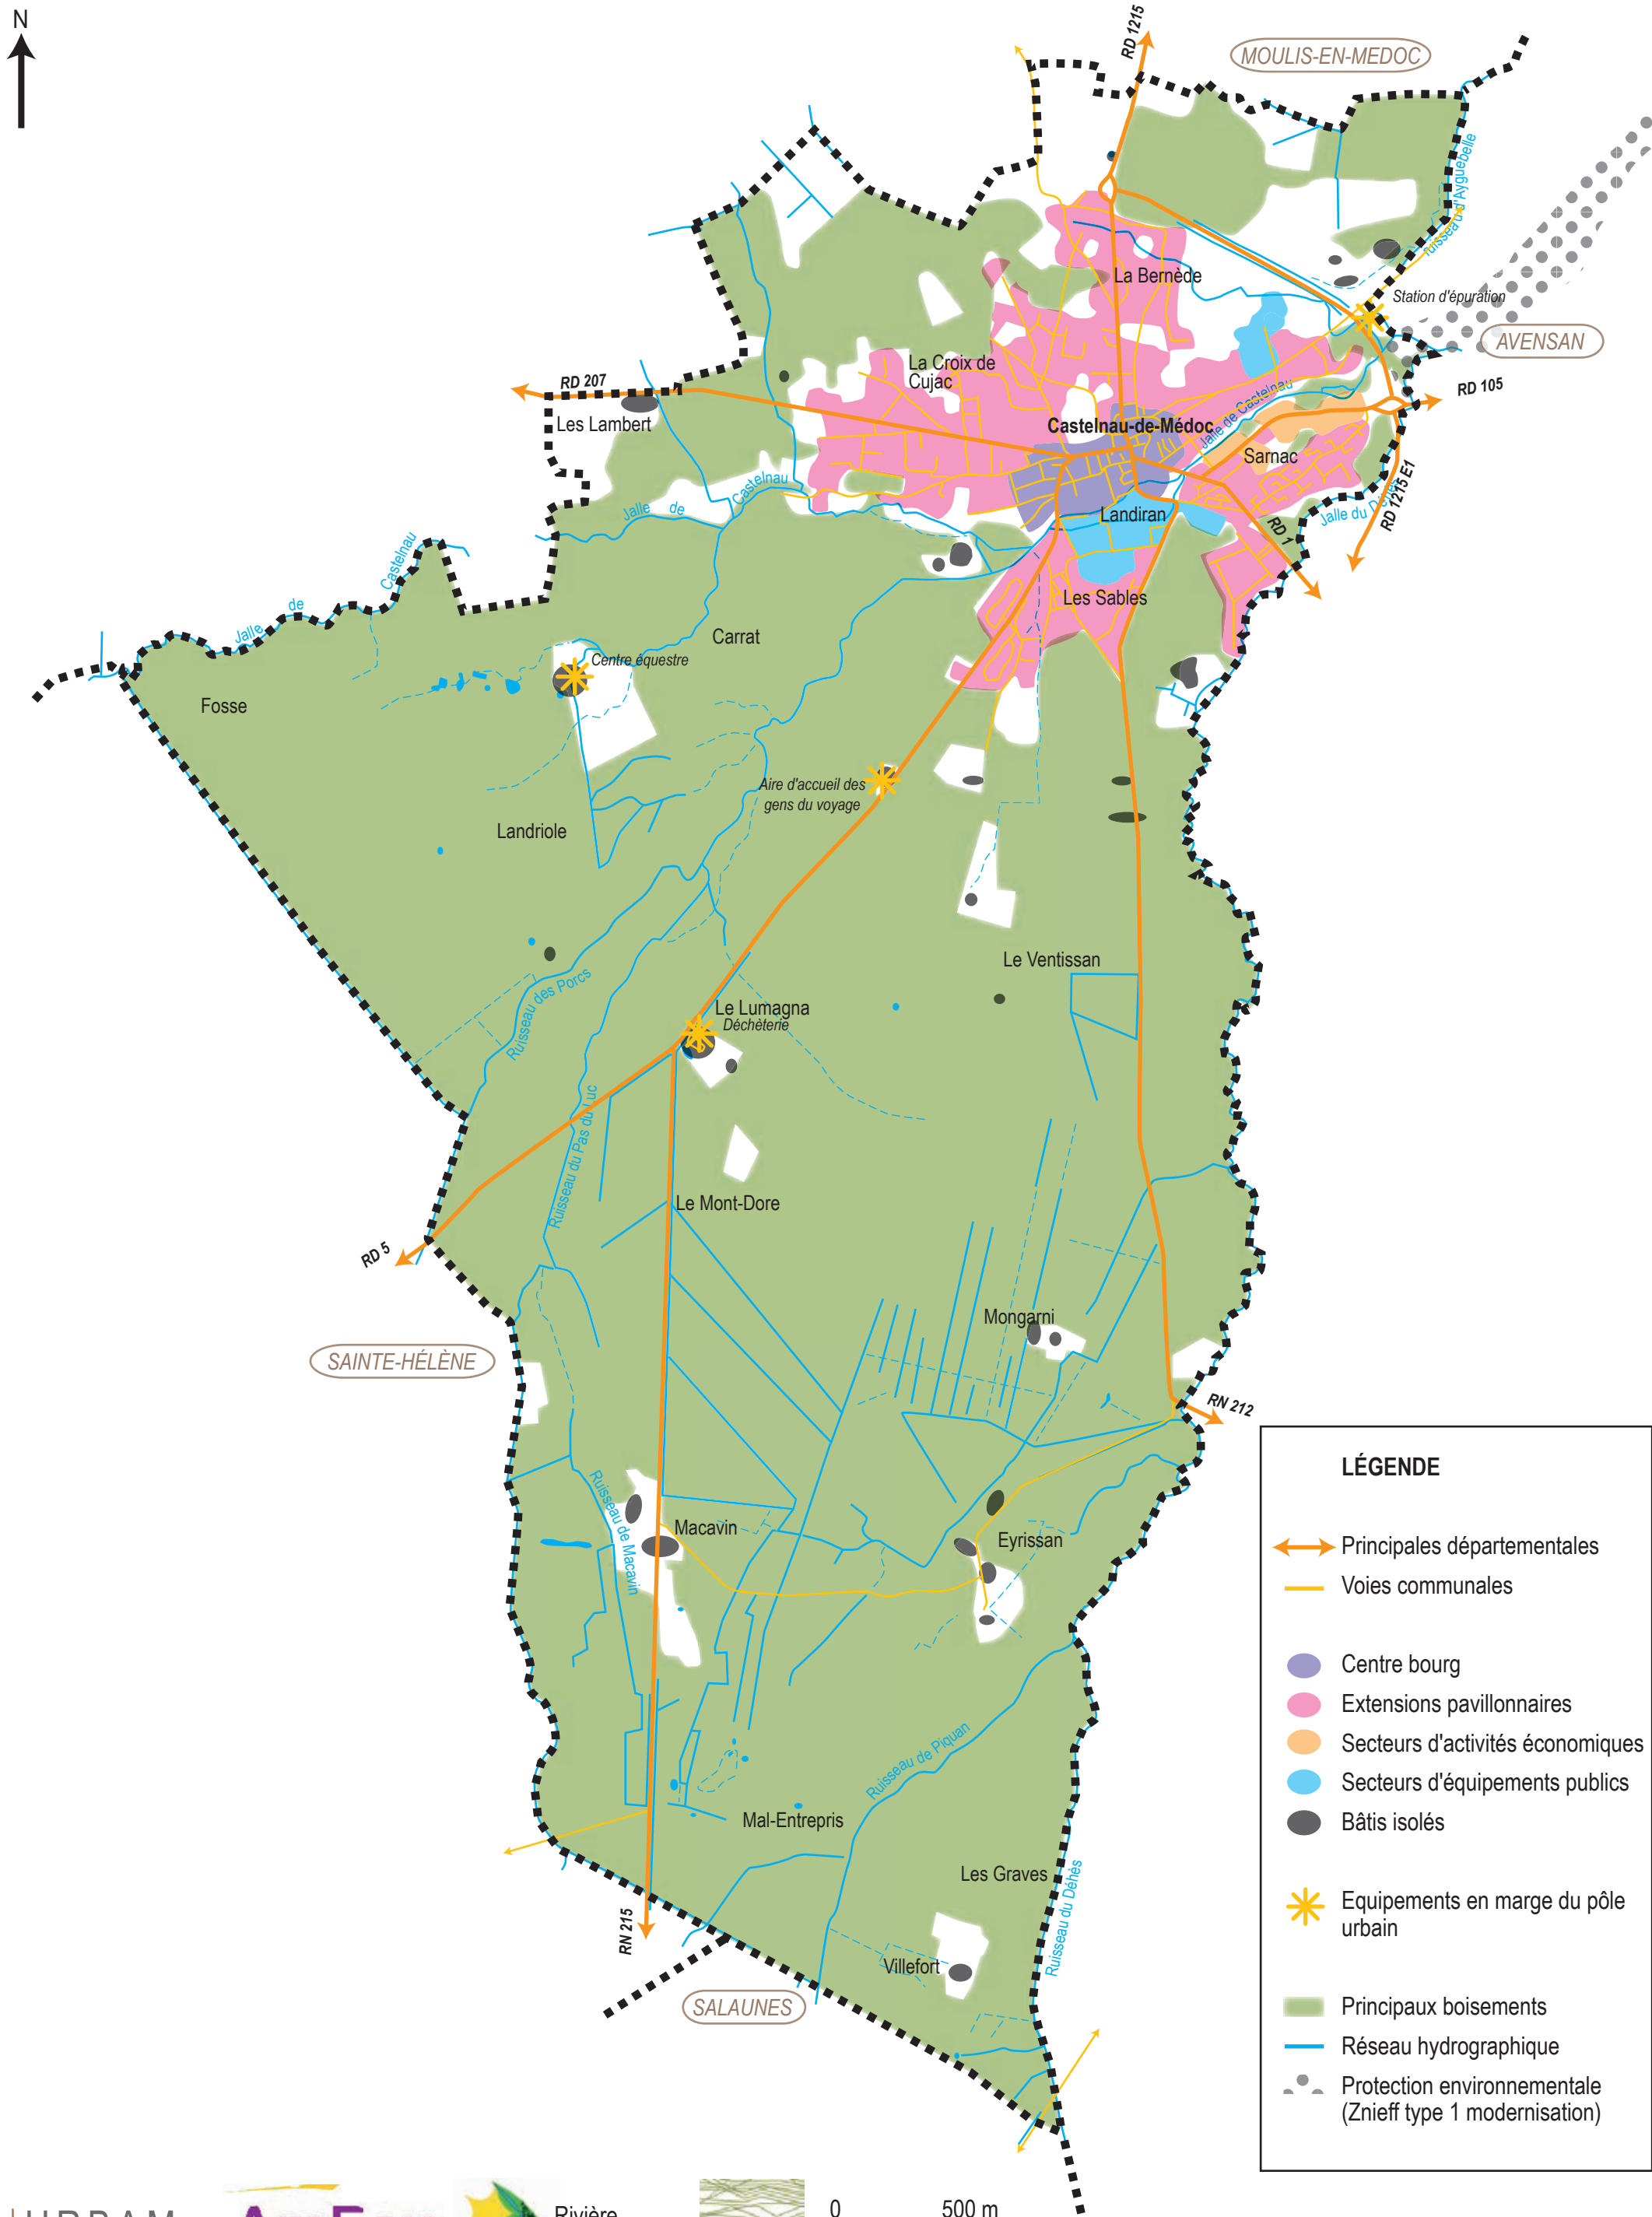 N
RD 1215
MOULIS-EN-MEDOC
Ruisseau d'Ayguebelle
La Bernède
Station d'épuration
AVENSAN
La Croix de
Cujac
RD 207
RD 105
Les Lambert
Castelnau-de-Médoc
Jalle de Castelnau
Sarnac
RD 1215 E1
Jalle de Castelnau
Landiran
RD 1
Jalle du
Jalle de Castelnau
Les Sables
Carrat
Centre équestre
Fosse
Aire d'accueil des
gens du voyage
Landriole
Le Ventissan
Ruisseau des Porcs
Le Lumagna
Déchèterie
Ruisseau du Pas du Luc
Le Mont-Dore
RD 5
Mongarni
SAINTE-HÉLÈNE
RN 212
Ruisseau de Macavin
Macavin
Eyrissan
Ruisseau de Piquan
Mal-Entrepris
Les Graves
Ruisseau du Déhès
RN 215
Villefort
SALAUNES
LÉGENDE
Principales départementales
Voies communales
Centre bourg
Extensions pavillonnaires
Secteurs d'activités économiques
Secteurs d'équipements publics
Bâtis isolés
Equipements en marge du pôle
urbain
Principaux boisements
Réseau hydrographique
Protection environnementale
(Znieff type 1 modernisation)
URBAM
Rivière
0 500 m